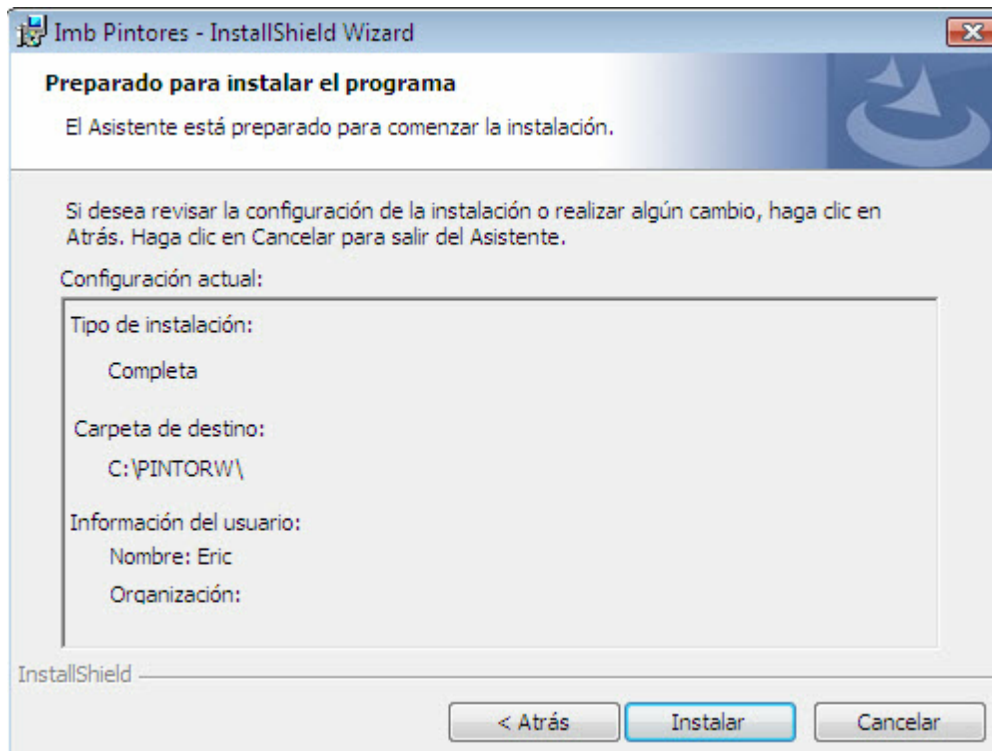 Imb Pintores - InstallShield Wizard
Preparado para instalar el programa
El Asistente está preparado para comenzar la instalación.
Si desea revisar la configuración de la instalación o realizar algún cambio, haga clic en
Atrás. Haga clic en Cancelar para salir del Asistente.
Configuración actual:
Tipo de instalación:
Completa
Carpeta de destino:
C:\PINTORW\
Información del usuario:
Nombre: Eric
Organización:
InstallShield
< Atrás
Instalar
Cancelar